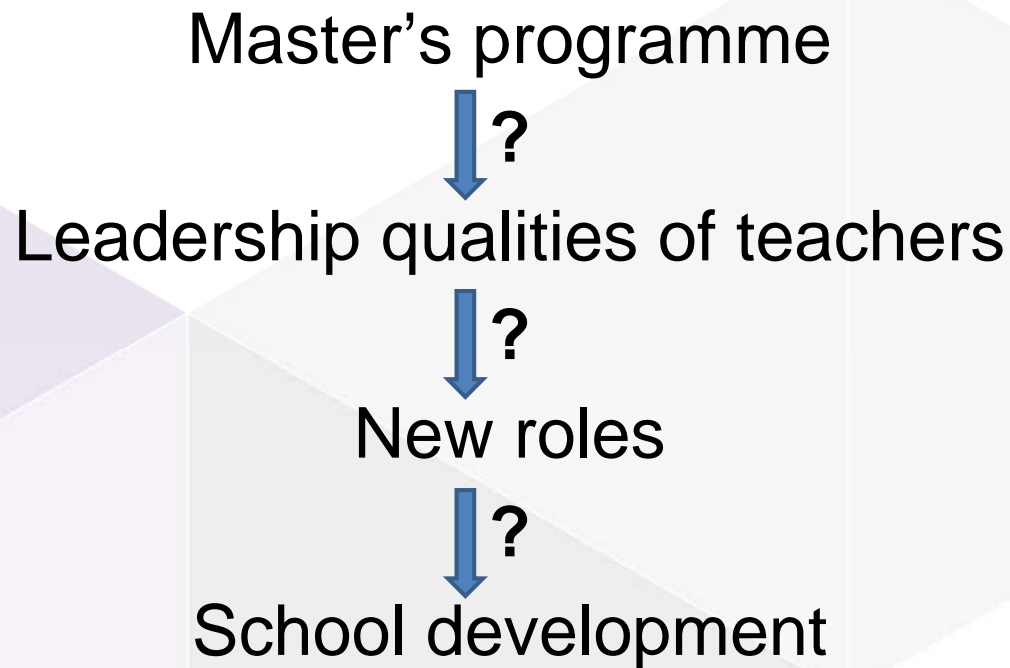 Master’s programme
?
Leadership qualities of teachers
?
New roles
?
School development